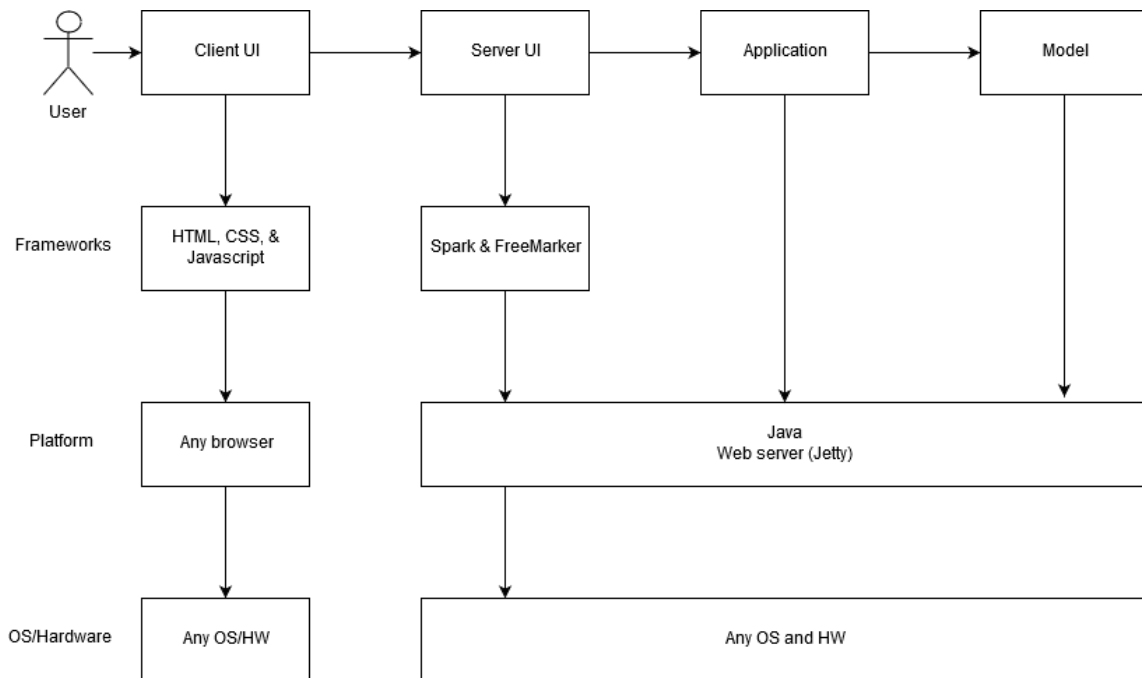 Client UI
Server UI
Application
Model
User
Frameworks
HTML, CSS, &
Javascript
Spark & FreeMarker
Platform
Any browser
Java
Web server (Jetty)
OS/Hardware
Any OS/HW
Any OS and HW